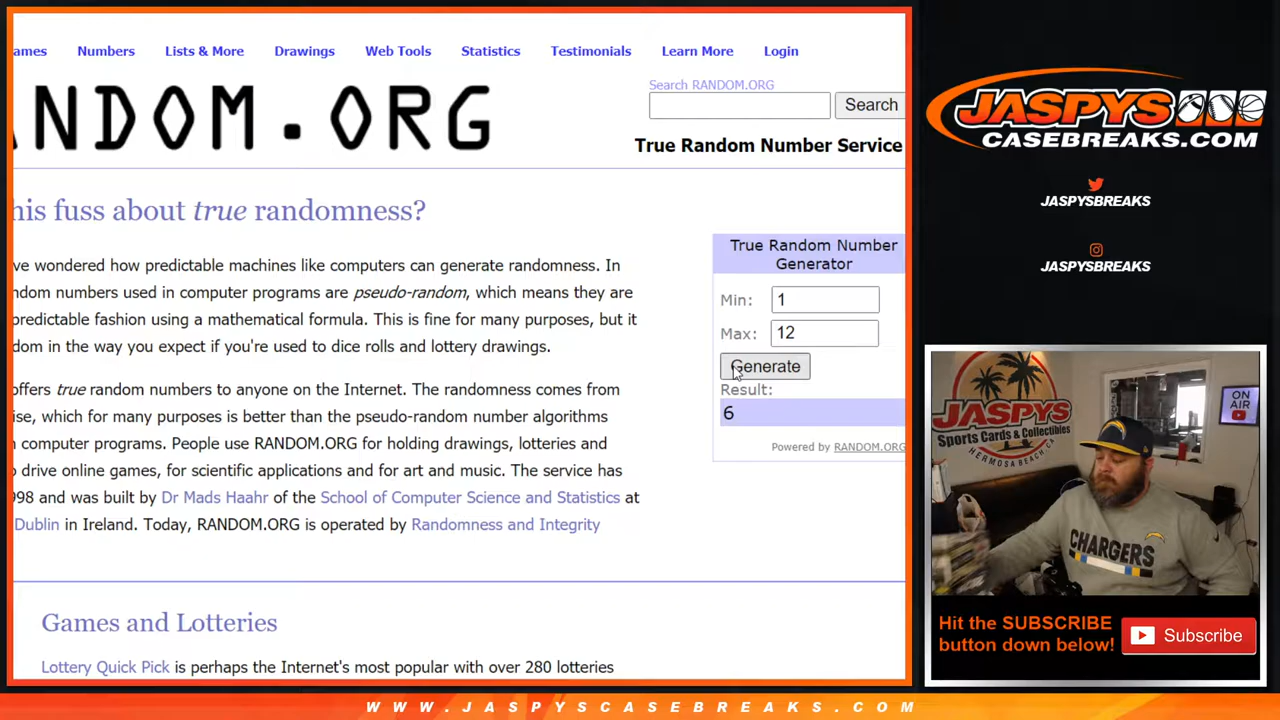 ames Numbers Lists & More Drawings Web Tools Statistics Testimonials Learn More Login
NDOM.ORG
Search RANDOM.ORG
Search
True Random Number Service
his fuss about true randomness?
ve wondered how predictable machines like computers can generate randomness. In
ndom numbers used in computer programs are pseudo-random, which means they are
predictable fashion using a mathematical formula. This is fine for many purposes, but it
dom in the way you expect if you're used to dice rolls and lottery drawings.
offers true random numbers to anyone on the Internet. The randomness comes from
ise, which for many purposes is better than the pseudo-random number algorithms
n computer programs. People use RANDOM.ORG for holding drawings, lotteries and
o drive online games, for scientific applications and for art and music. The service has
998 and was built by Dr Mads Haahr of the School of Computer Science and Statistics at
Dublin in Ireland. Today, RANDOM.ORG is operated by Randomness and Integrity
True Random Number
Generator
Min: 1
Max: 12
Generate
Result:
6
Powered by RANDOM.ORG
Games and Lotteries
Lottery Quick Pick is perhaps the Internet's most popular with over 280 lotteries
JASPYS
CASEBREAKS.COM
JASPYSBREAKS
JASPYSBREAKS
JASPYS
Sports Cards & Collectibles
HERMOSA BEACH, CA
ON
AIR
CHARGERS
Hit the SUBSCRIBE
button down below!
Subscribe
WWW.JASPYSCASEBREAKS.COM